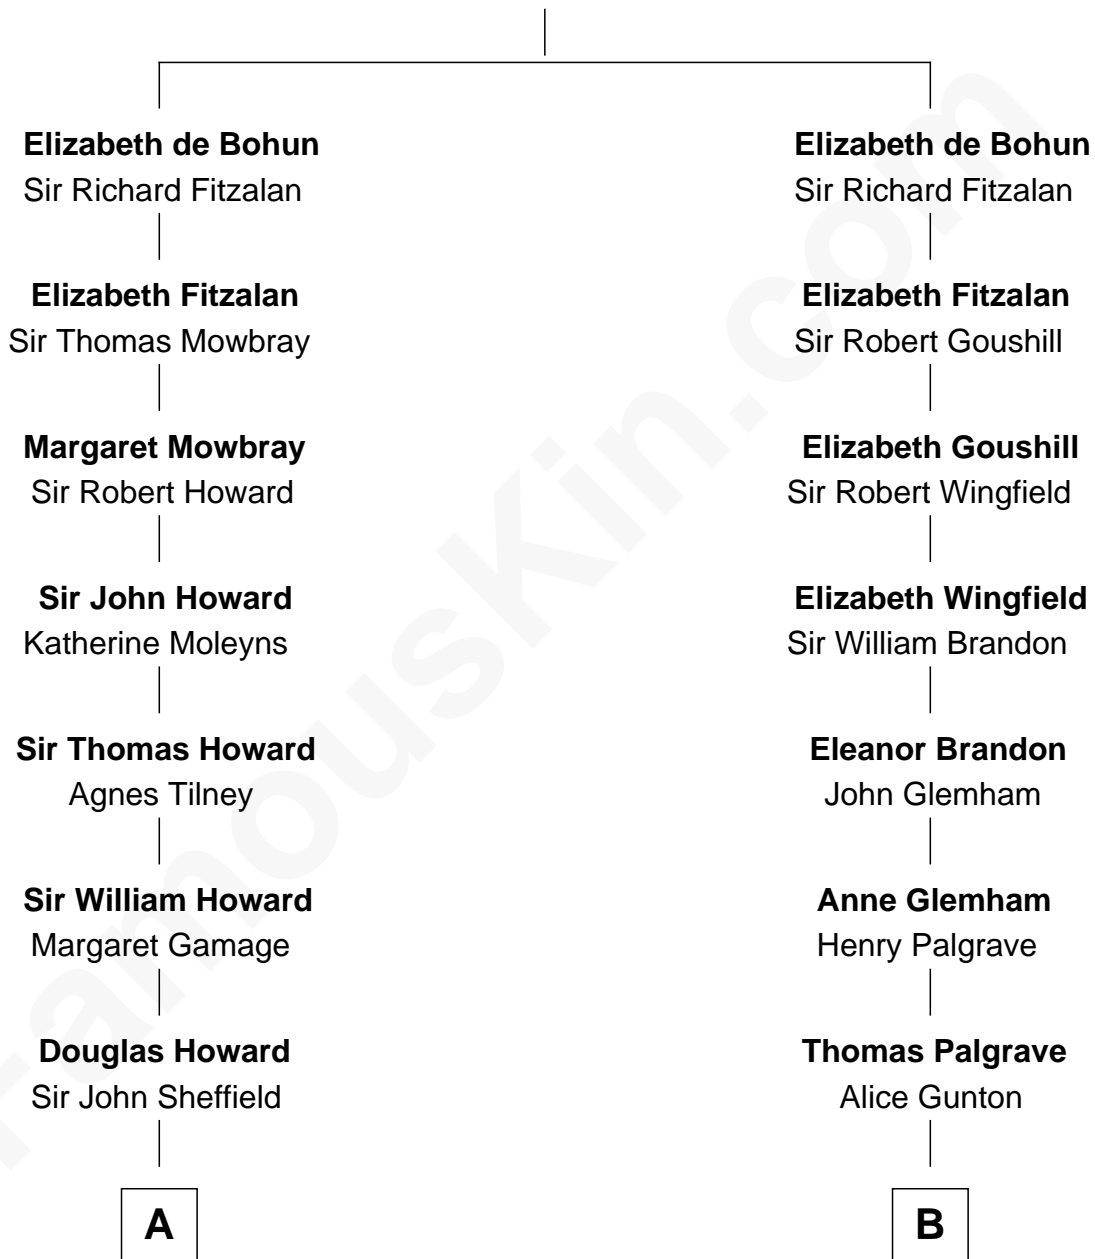 Elizabeth de Bohun
Sir Richard Fitzalan
Elizabeth Fitzalan
Sir Thomas Mowbray
Margaret Mowbray
Sir Robert Howard
Sir John Howard
Katherine Moleyns
Sir Thomas Howard
Agnes Tilney
Sir William Howard
Margaret Gamage
Douglas Howard
Sir John Sheffield
A
Elizabeth de Bohun
Sir Richard Fitzalan
Elizabeth Fitzalan
Sir Robert Goushill
Elizabeth Goushill
Sir Robert Wingfield
Elizabeth Wingfield
Sir William Brandon
Eleanor Brandon
John Glemham
Anne Glemham
Henry Palgrave
Thomas Palgrave
Alice Gunton
B
FamousKin.com